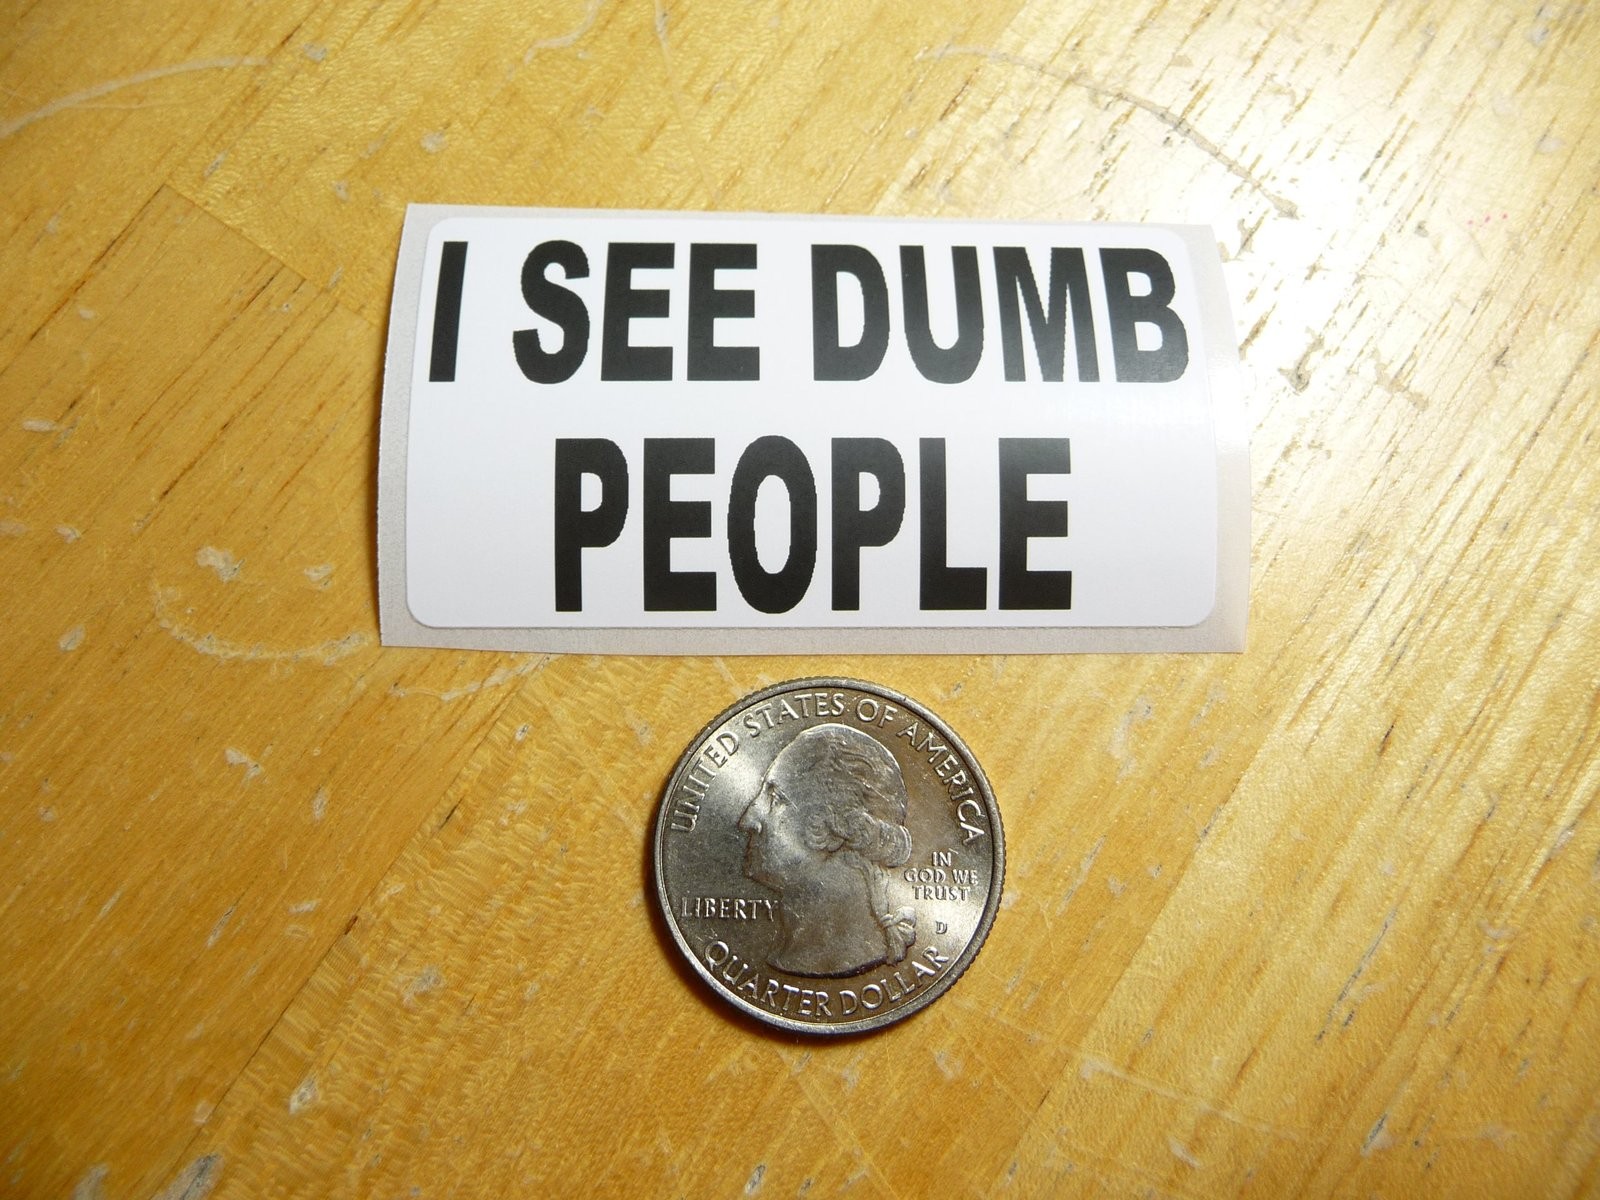 I SEE DUMB
PEOPLE
UNITED STATES OF AMERICA
IN
GOD WE
TRUST
LIBERTY
D
QUARTER DOLLAR